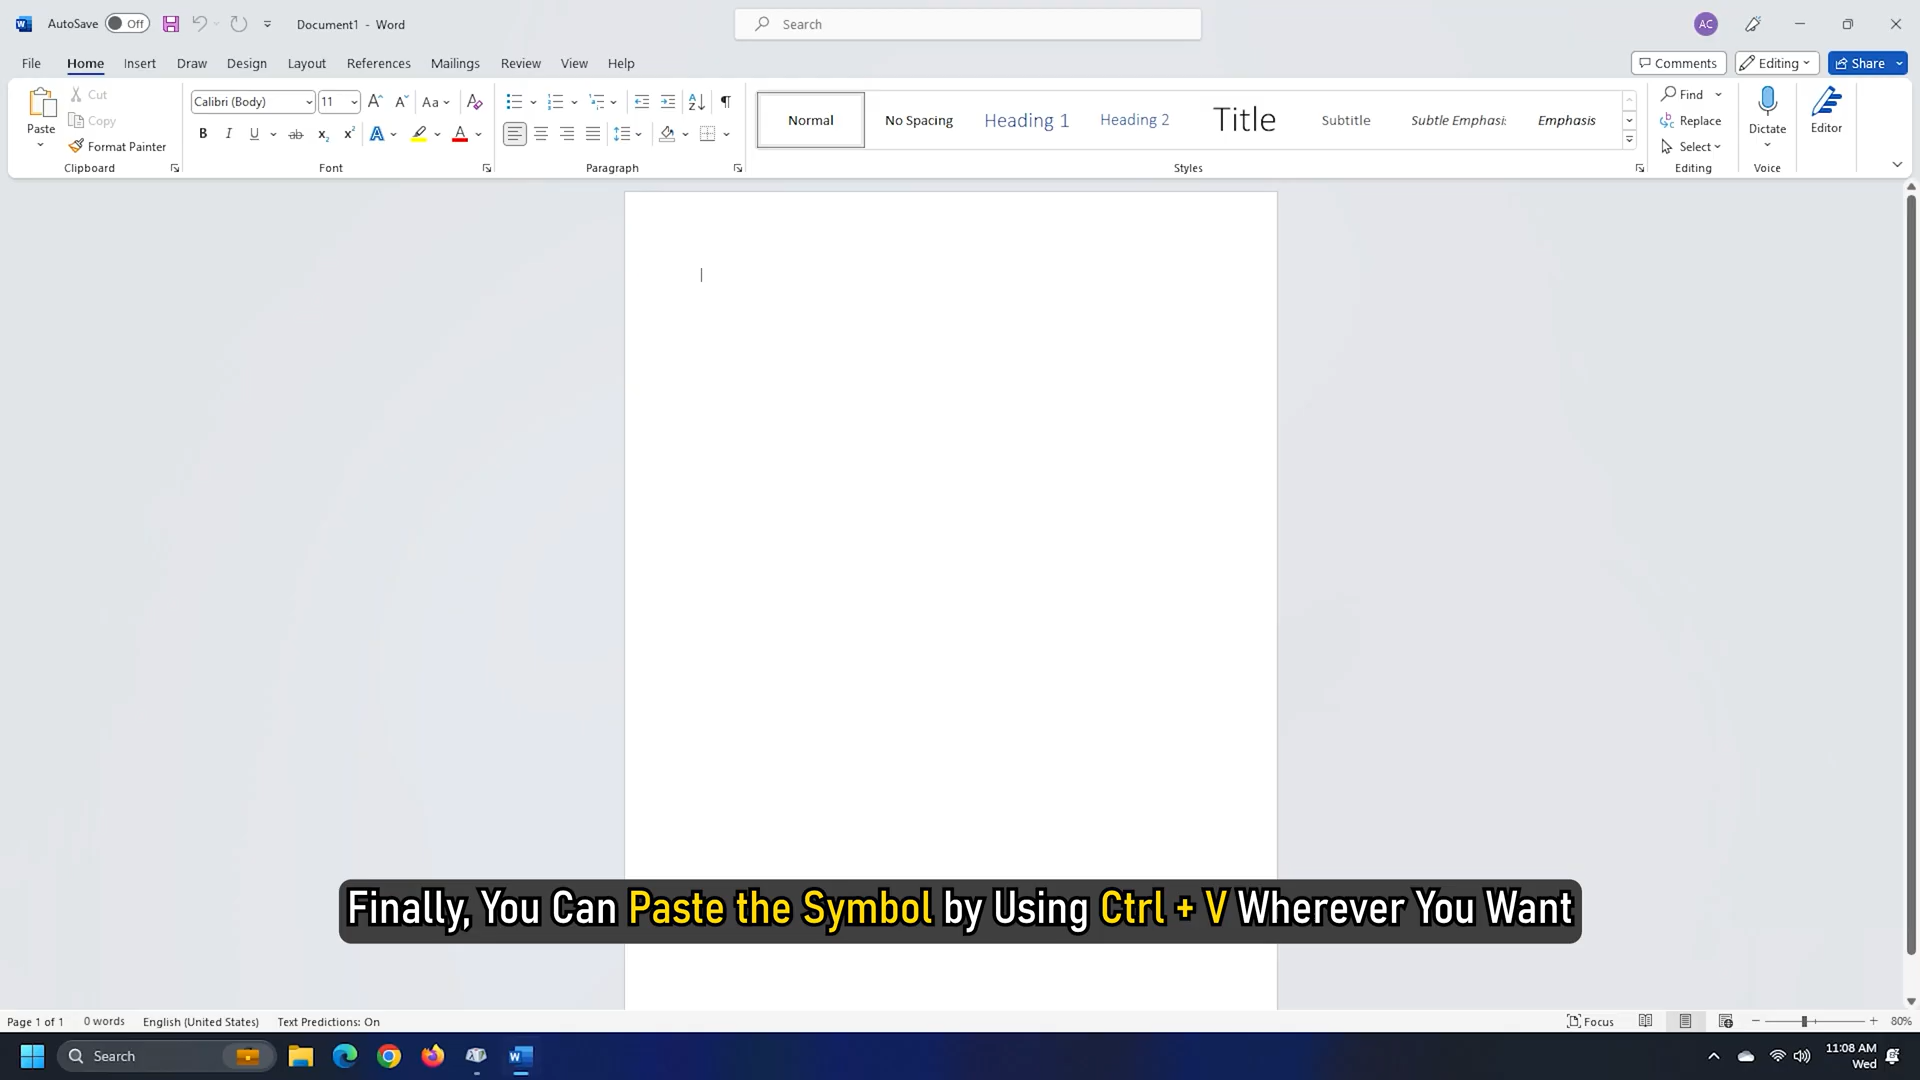 AutoSave Off Document1 - Word Search AC
File Home Insert Draw Design Layout References Mailings Review View Help Comments Editing Share
Paste Cut Copy Format Painter Clipboard
Calibri (Body) 11 Aa Font
Paragraph
Normal No Spacing Heading 1 Heading 2 Title Subtitle Subtle Emphasi: Emphasis Styles
Find Replace Select Editing
Dictate Voice
Editor
Finally, You Can Paste the Symbol by Using Ctrl + V Wherever You Want
Page 1 of 1 0 words English (United States) Text Predictions: On Focus 80%
Search 11:08 AM
Wed